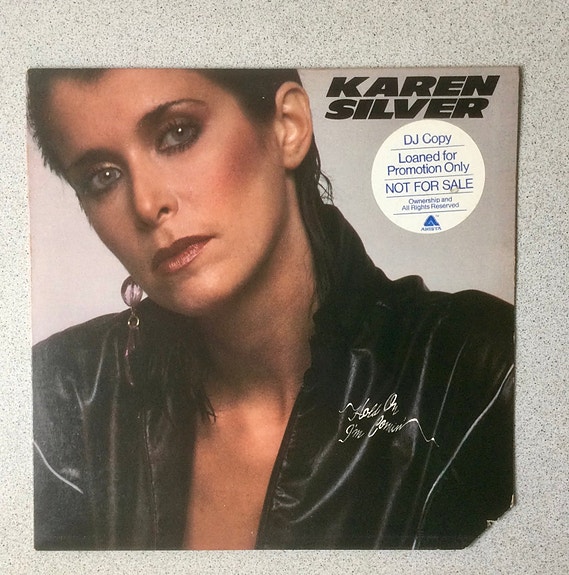 KAREN
SILVER
DJ Copy
Loaned for
Promotion Only
NOT FOR SALE
Ownership and
All Rights Reserved
ARISTA
Hold On
I'm Comin'